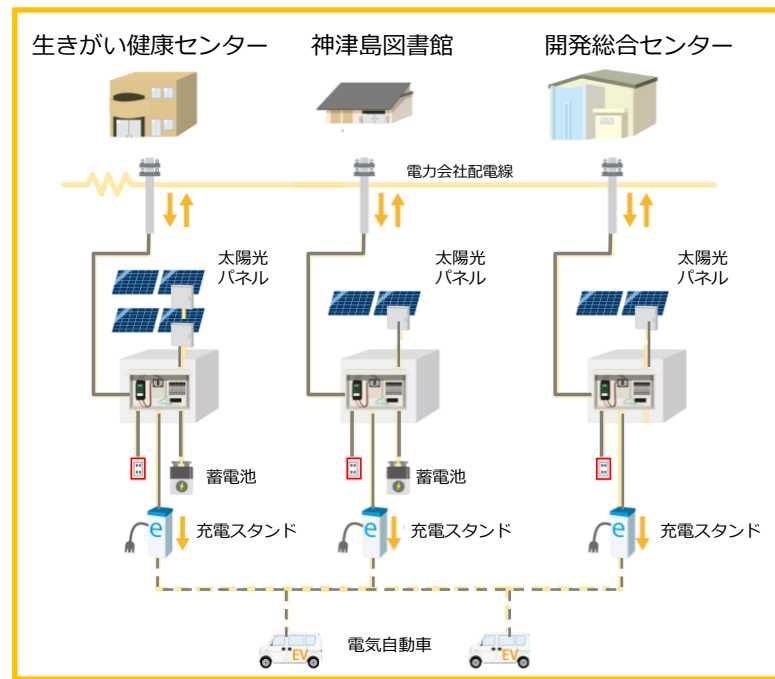 生きがい健康センター
神津島図書館
開発総合センター
電力会社配電線
太陽光
パネル
太陽光
パネル
太陽光
パネル
蓄電池
蓄電池
e
充電スタンド
e
充電スタンド
e
充電スタンド
EV
電気自動車
EV